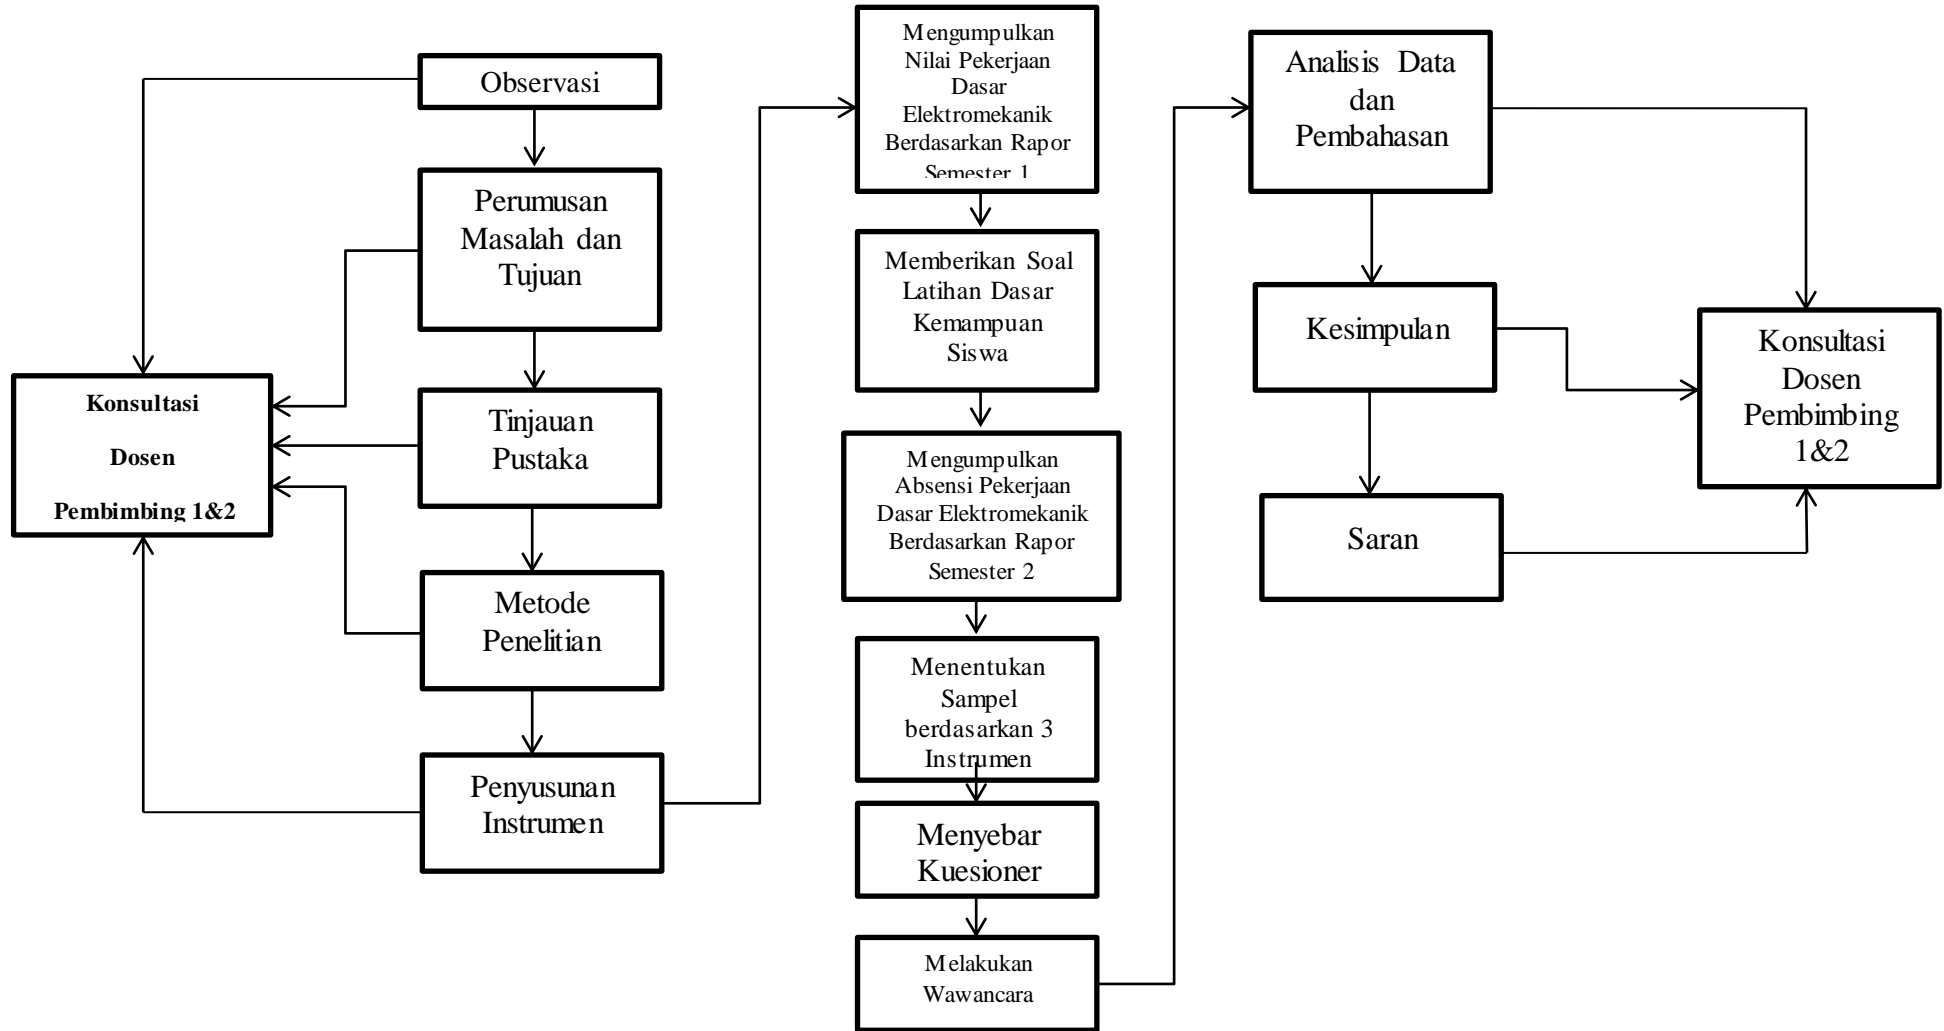 Observasi
Perumusan
Masalah dan
Tujuan
Tinjauan
Pustaka
Metode
Penelitian
Penyusunan
Instrumen
Konsultasi
Dosen
Pembimbing 1&2
Mengumpulkan
Nilai Pekerjaan
Dasar
Elektromekanik
Berdasarkan Rapor
Semester 1
Memberikan Soal
Latihan Dasar
Kemampuan
Siswa
Mengumpulkan
Absensi Pekerjaan
Dasar Elektromekanik
Berdasarkan Rapor
Semester 2
Menentukan
Sampel
berdasarkan 3
Instrumen
Menyebar
Kuesioner
Melakukan
Wawancara
Analisis Data
dan
Pembahasan
Kesimpulan
Saran
Konsultasi
Dosen
Pembimbing
1&2